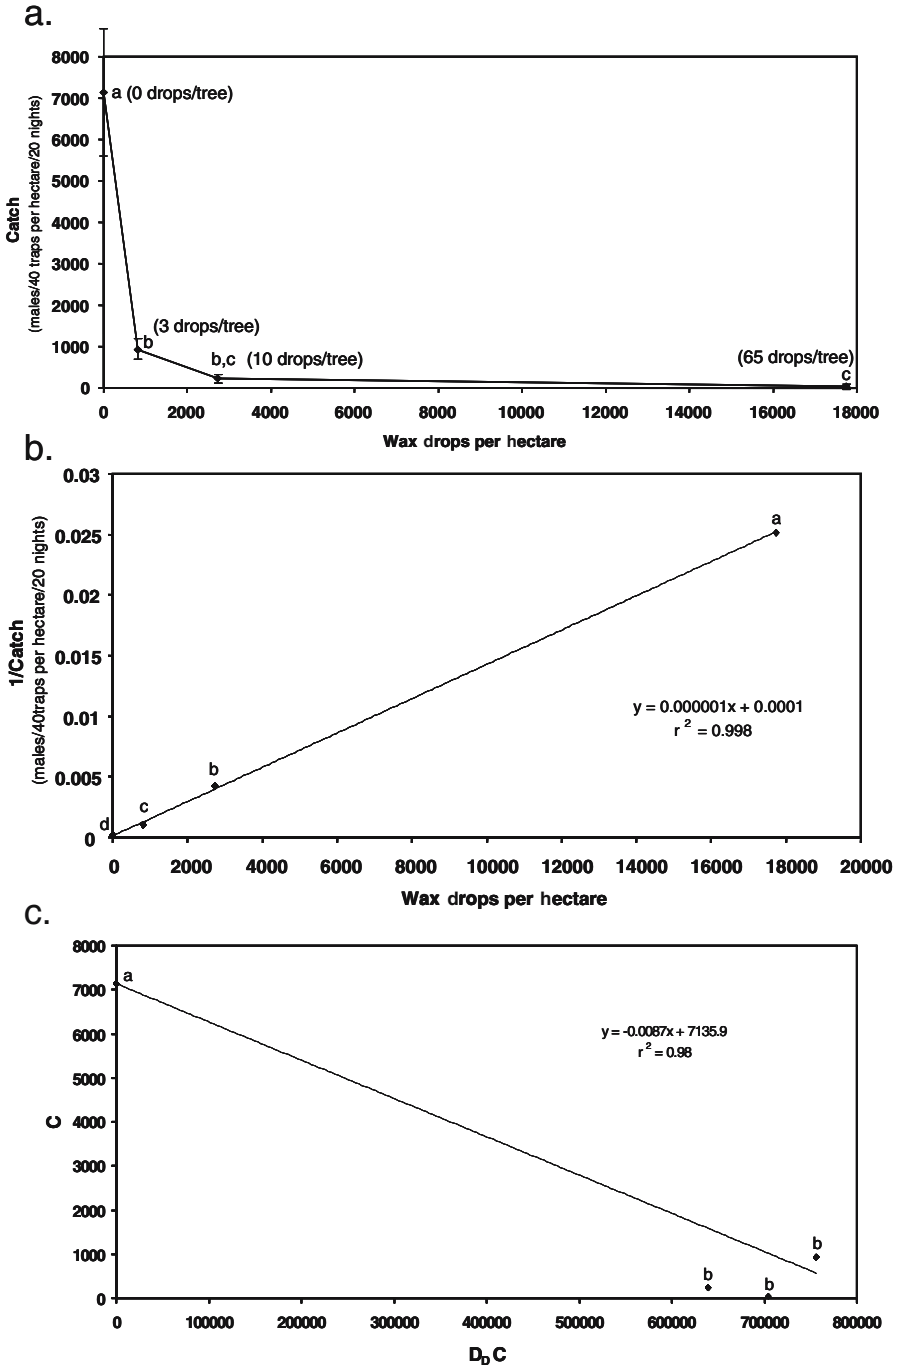 a.
8000
7000
6000
5000
4000
3000
2000
1000
0
Catch
(males/40 traps per hectare/20 nights)
a (0 drops/tree)
b (3 drops/tree)
b,c (10 drops/tree)
(65 drops/tree)
c
0 2000 4000 6000 8000 10000 12000 14000 16000 18000
Wax drops per hectare
b.
0.03
0.025
0.02
0.015
0.01
0.005
0
1/Catch
(males/40traps per hectare/20 nights)
a
y = 0.000001x + 0.0001
r 2 = 0.998
b
c
d
0 2000 4000 6000 8000 10000 12000 14000 16000 18000 20000
Wax drops per hectare
c.
8000
7000
6000
5000
4000
3000
2000
1000
0
C
a
y = -0.0087x + 7135.9
r 2 = 0.98
b
b
b
0 100000 200000 300000 400000 500000 600000 700000 800000
DDC